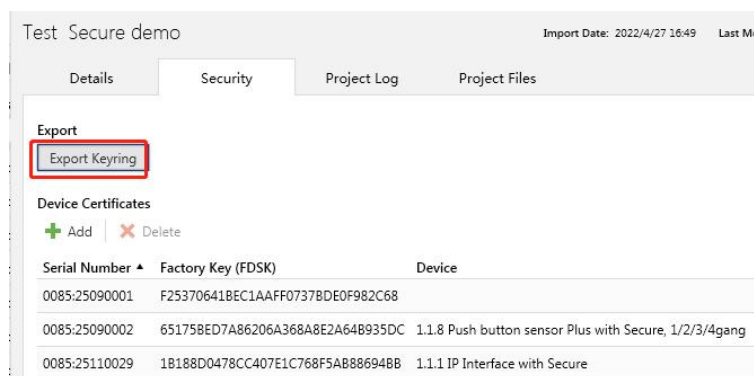 Test Secure demo
Import Date: 2022/4/27 16:49 Last M
Details Security Project Log Project Files
Export
Export Keyring
Device Certificates
Add Delete
Serial Number Factory Key (FDSK) Device
0085:25090001 F25370641BEC1AAFF0737BDE0F982C68
0085:25090002 65175BED7A86206A368A8E2A64B935DC 1.1.8 Push button sensor Plus with Secure, 1/2/3/4gang
0085:25110029 1B188D0478CC407E1C768F5AB88694BB 1.1.1 IP Interface with Secure